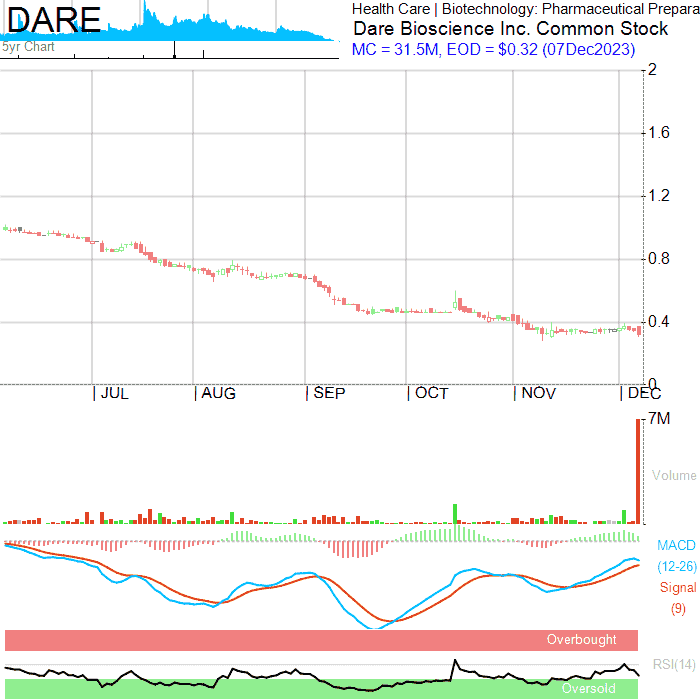 DARE
5yr Chart
Health Care | Biotechnology: Pharmaceutical Prepara
Dare Bioscience Inc. Common Stock
MC = 31.5M, EOD = $0.32 (07Dec2023)
2
1.6
1.2
0.8
0.4
0
JUL AUG SEP OCT NOV DEC
7M
Volume
MACD
(12-26)
Signal
(9)
Overbought
RSI(14)
Oversold